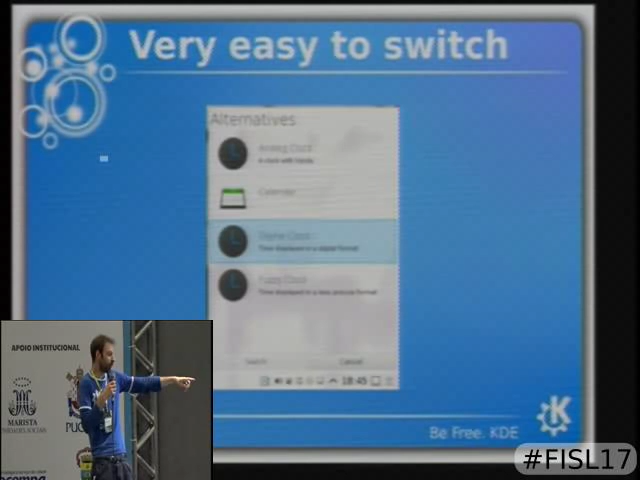 Very easy to switch
Alternatives
Analog Clock
A clock with hands
Calendar
Digital Clock
Time displayed in a digital format
Fuzzy Clock
Time displayed in a less precise format
Switch
Cancel
18:45
Be Free. KDE
#FISL17
APOIO INSTITUCIONAL
MARISTA
PUC